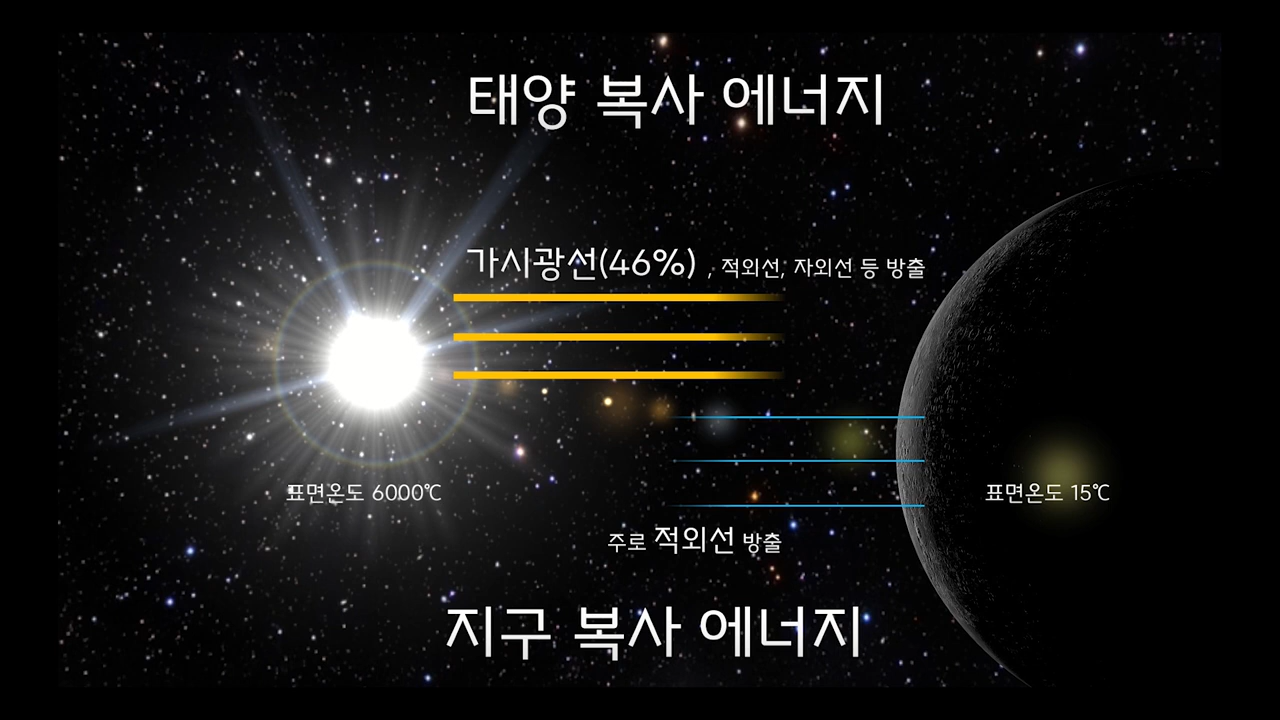 태양 복사 에너지
가시광선(46%) , 적외선, 자외선 등 방출
표면온도 6000℃
표면온도 15℃
주로 적외선 방출
지구 복사 에너지